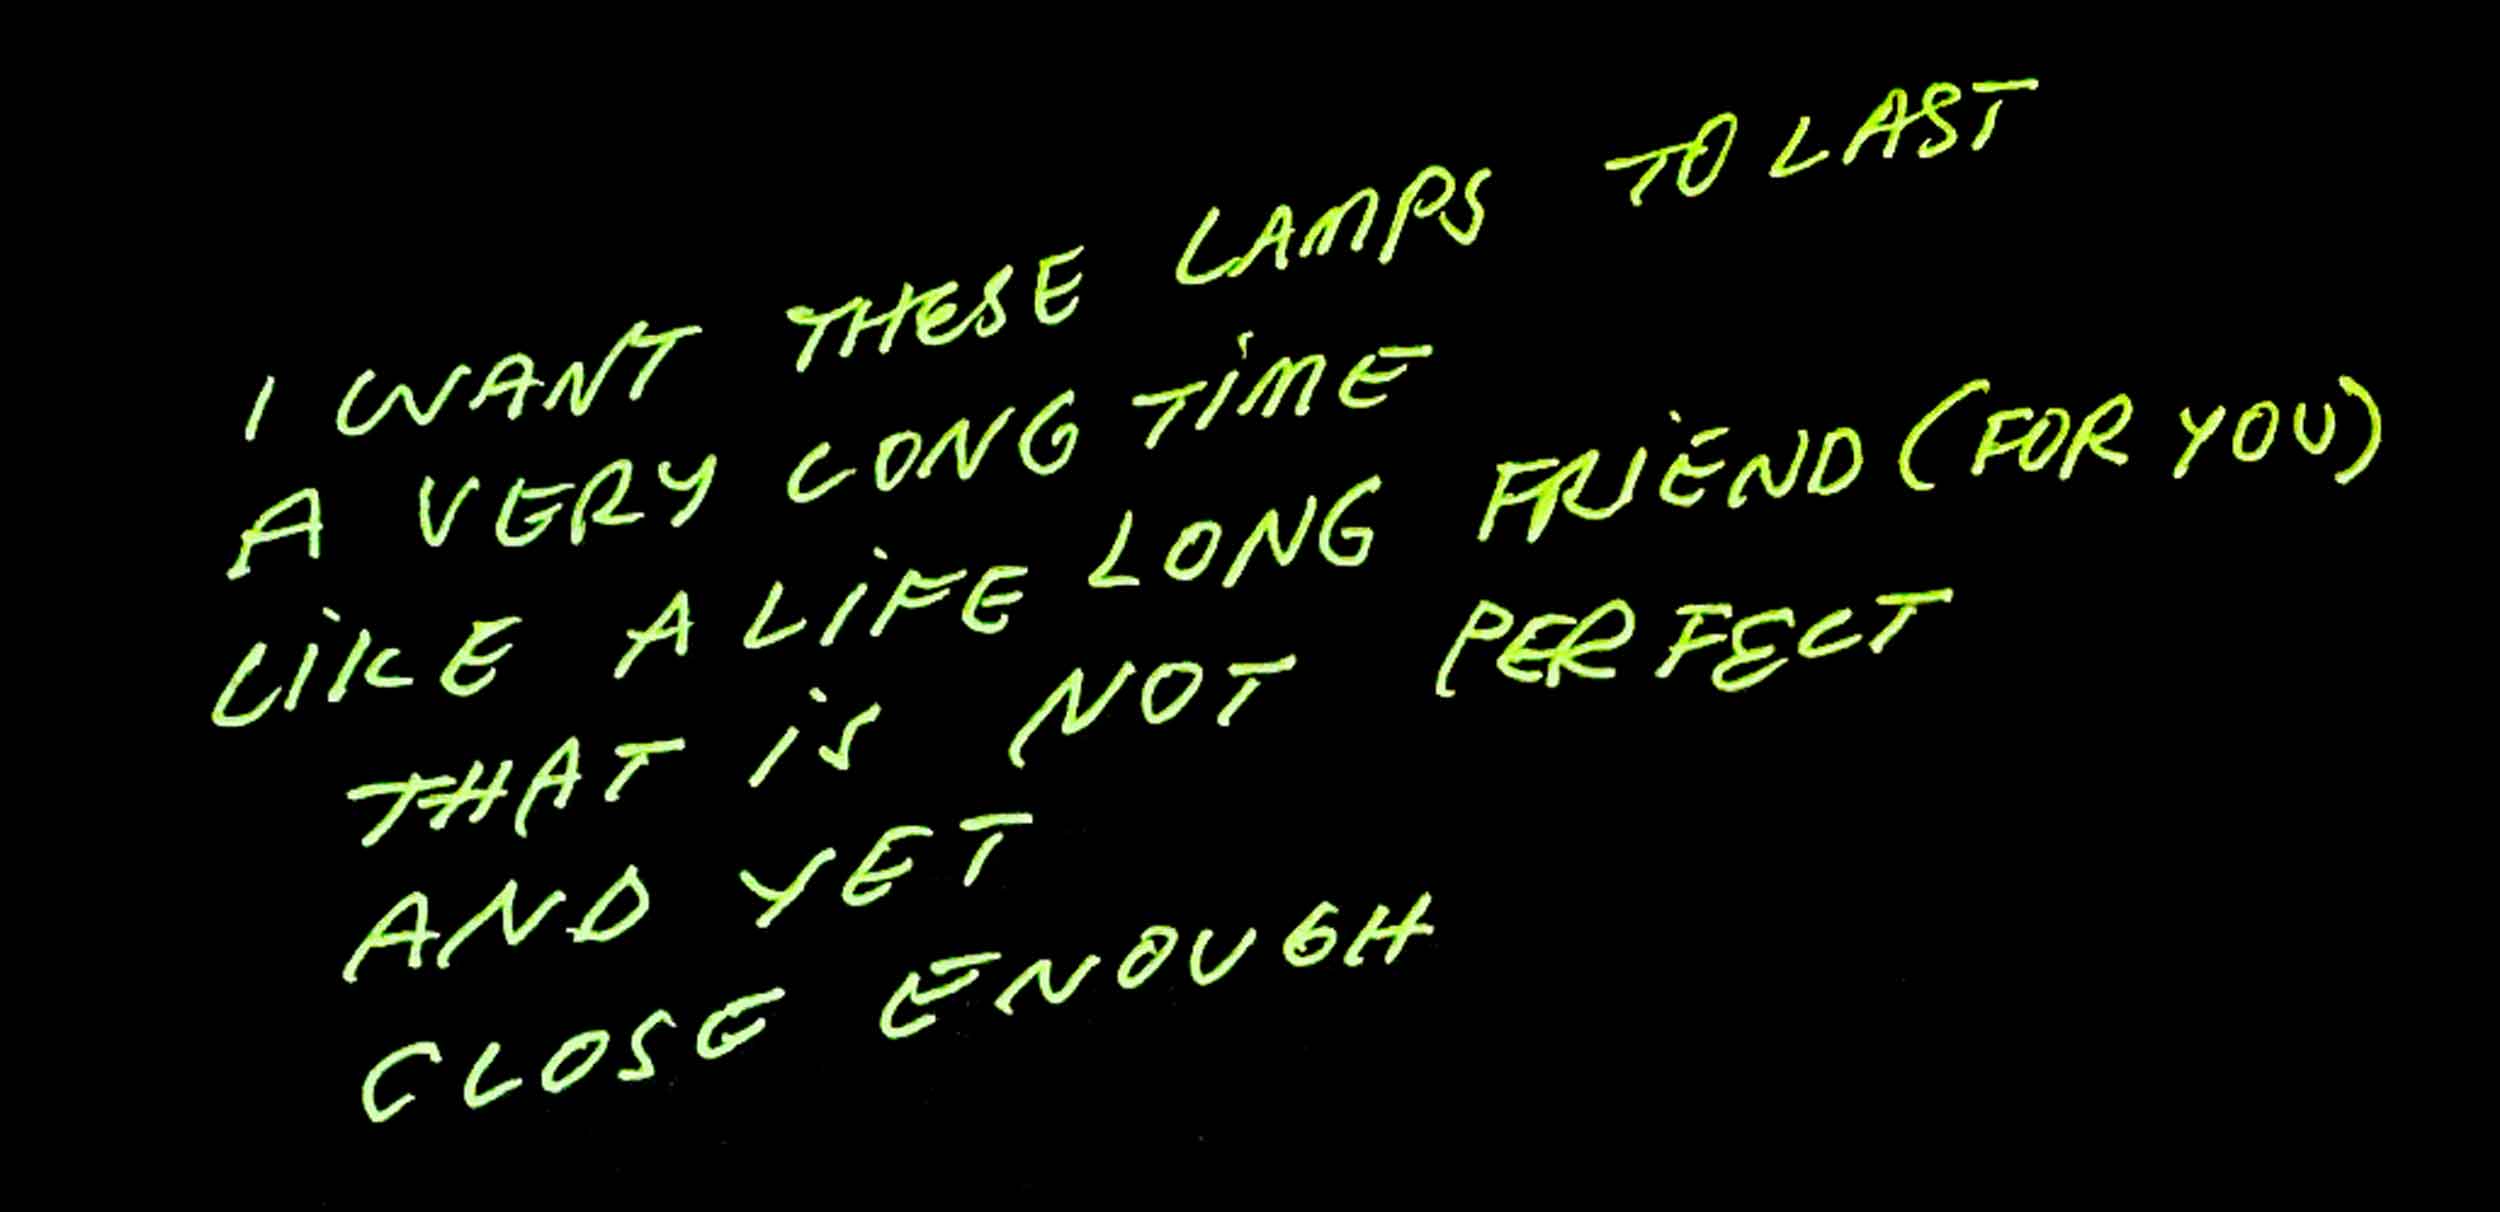 I WANT THESE LAMPS TO LAST
A VERY LONG TIME
LIKE A LIFE LONG FRIEND (FOR YOU)
THAT IS NOT PERFECT
AND YET
CLOSE ENOUGH